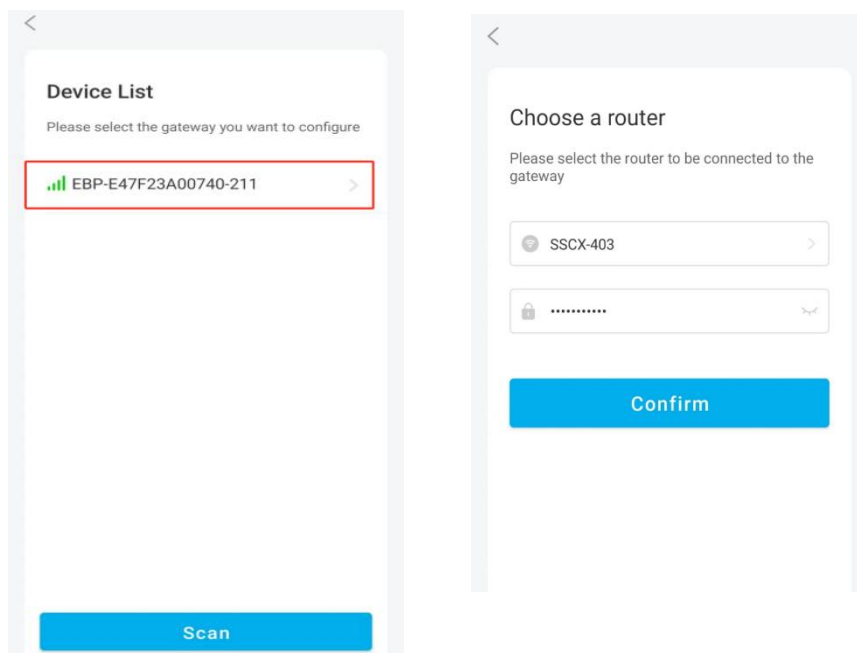 Device List
Please select the gateway you want to configure
EBP-E47F23A00740-211
Scan
Choose a router
Please select the router to be connected to the
gateway
SSCX-403
•••••••••••
Confirm